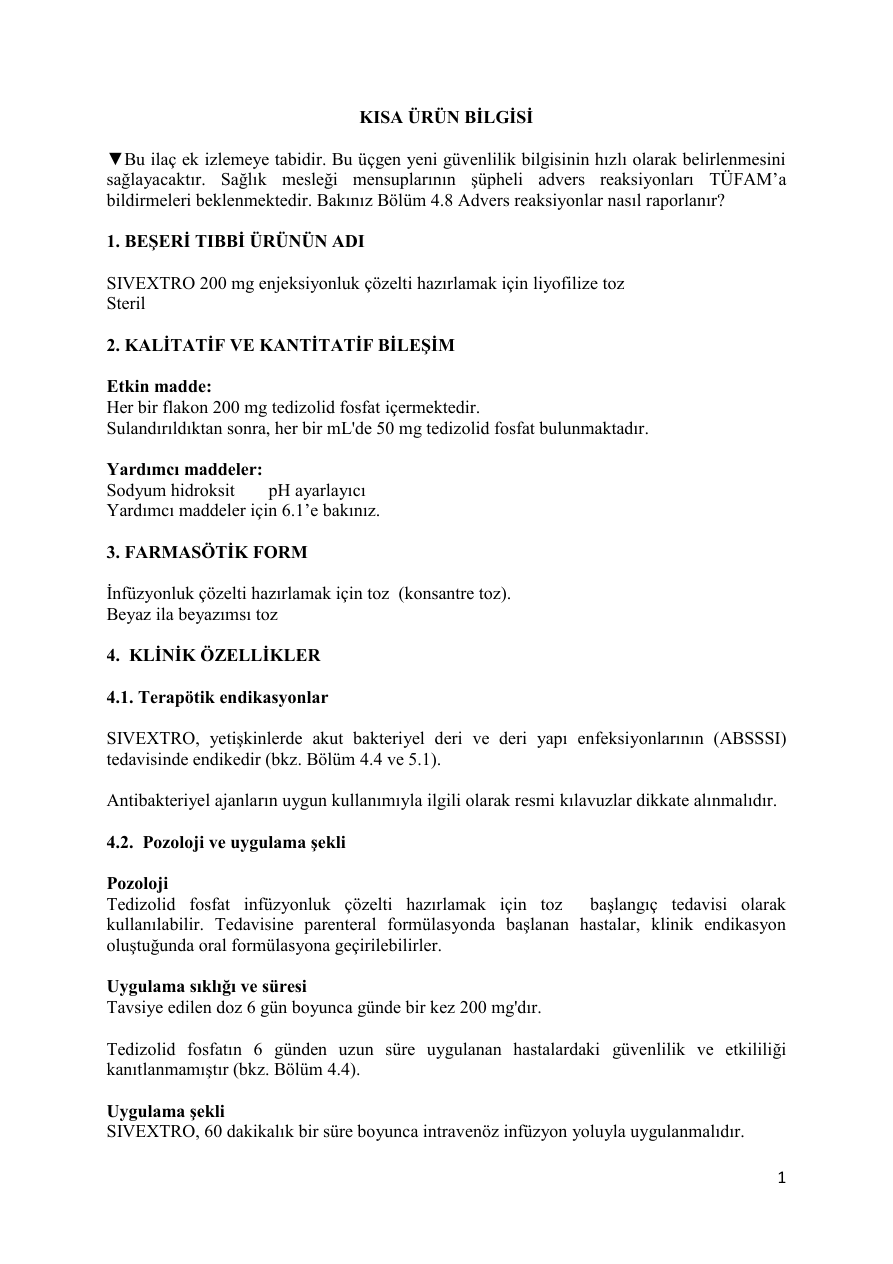 KISA ÜRÜN BİLGİSİ
▼Bu ilaç ek izlemeye tabidir. Bu üçgen yeni güvenlilik bilgisinin hızlı olarak belirlenmesini
sağlayacaktır. Sağlık mesleği mensuplarının şüpheli advers reaksiyonları TÜFAM’a
bildirmeleri beklenmektedir. Bakınız Bölüm 4.8 Advers reaksiyonlar nasıl raporlanır?
1. BEŞERİ TIBBİ ÜRÜNÜN ADI
SIVEXTRO 200 mg enjeksiyonluk çözelti hazırlamak için liyofilize toz
Steril
2. KALİTATİF VE KANTİTATİF BİLEŞİM
Etkin madde:
Her bir flakon 200 mg tedizolid fosfat içermektedir.
Sulandırıldıktan sonra, her bir mL'de 50 mg tedizolid fosfat bulunmaktadır.
Yardımcı maddeler:
Sodyum hidroksit pH ayarlayıcı
Yardımcı maddeler için 6.1’e bakınız.
3. FARMASÖTİK FORM
İnfüzyonluk çözelti hazırlamak için toz (konsantre toz).
Beyaz ila beyazımsı toz
4. KLİNİK ÖZELLİKLER
4.1. Terapötik endikasyonlar
SIVEXTRO, yetişkinlerde akut bakteriyel deri ve deri yapı enfeksiyonlarının (ABSSSI)
tedavisinde endikedir (bkz. Bölüm 4.4 ve 5.1).
Antibakteriyel ajanların uygun kullanımıyla ilgili olarak resmi kılavuzlar dikkate alınmalıdır.
4.2. Pozoloji ve uygulama şekli
Pozoloji
Tedizolid fosfat infüzyonluk çözelti hazırlamak için toz başlangıç tedavisi olarak
kullanılabilir. Tedavisine parenteral formülasyonda başlanan hastalar, klinik endikasyon
oluştuğunda oral formülasyona geçirilebilirler.
Uygulama sıklığı ve süresi
Tavsiye edilen doz 6 gün boyunca günde bir kez 200 mg'dır.
Tedizolid fosfatın 6 günden uzun süre uygulanan hastalardaki güvenlilik ve etkililiği
kanıtlanmamıştır (bkz. Bölüm 4.4).
Uygulama şekli
SIVEXTRO, 60 dakikalık bir süre boyunca intravenöz infüzyon yoluyla uygulanmalıdır.
1